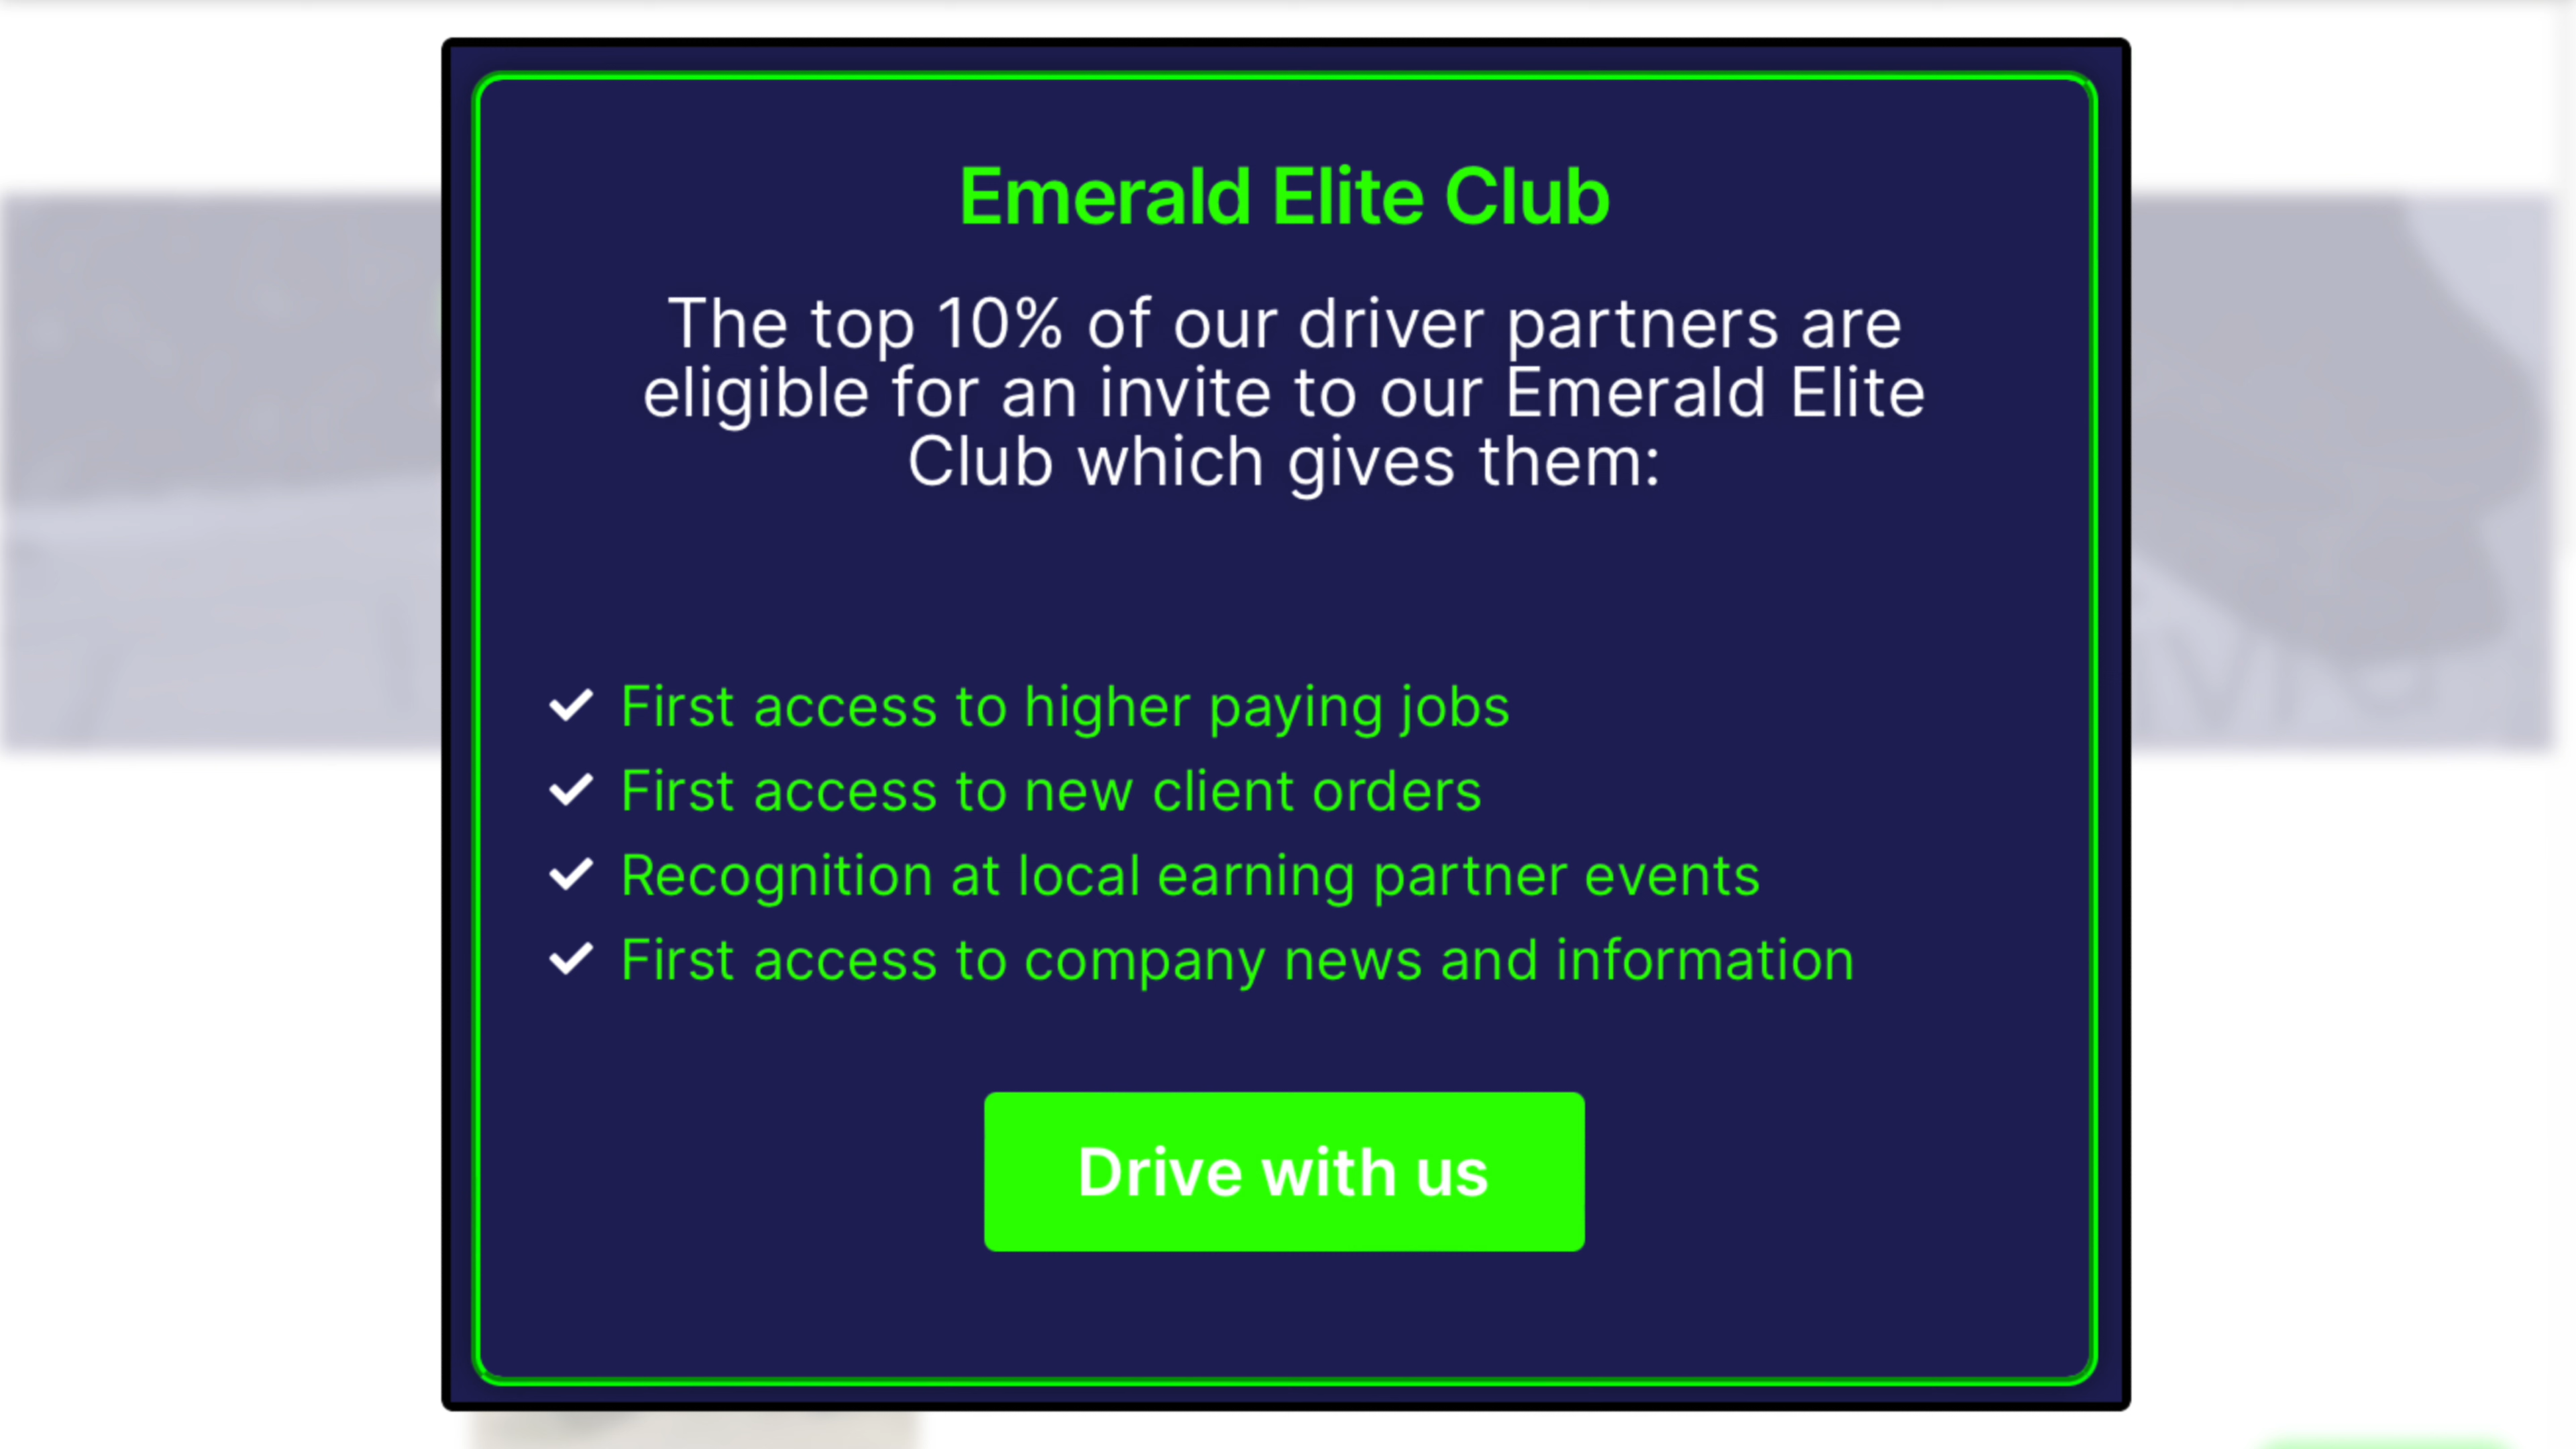 Emerald Elite Club
The top 10% of our driver partners are
eligible for an invite to our Emerald Elite
Club which gives them:
First access to higher paying jobs
First access to new client orders
Recognition at local earning partner events
First access to company news and information
Drive with us